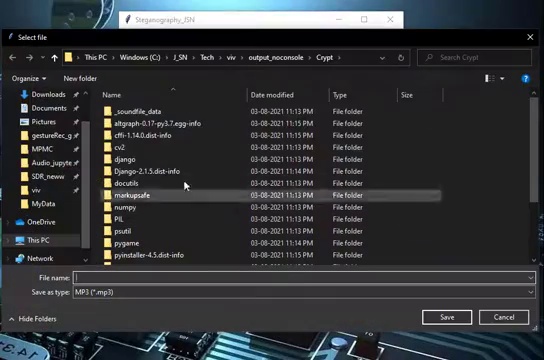 Steganography_JSN
Select file
This PC > Windows (C:) > J_SN > Tech > viv > output_noconsole > Crypt >
Search Crypt
Organize
New folder
Name
Date modified
Type
Size
Downloads
Documents
Pictures
gestureRec_g
MPMC
Audio_jupyte
SDR_neww
viv
MyData
OneDrive
This PC
Network
_soundfile_data 03-08-2021 11:13 PM File folder
altgraph-0.17-py3.7.egg-info 03-08-2021 11:15 PM File folder
cffi-1.14.0.dist-info 03-08-2021 11:15 PM File folder
cv2 03-08-2021 11:13 PM File folder
django 03-08-2021 11:13 PM File folder
Django-2.1.5.dist-info 03-08-2021 11:14 PM File folder
docutils 03-08-2021 11:13 PM File folder
markupsafe 03-08-2021 11:13 PM File folder
numpy 03-08-2021 11:13 PM File folder
PIL 03-08-2021 11:13 PM File folder
psutil 03-08-2021 11:13 PM File folder
pygame 03-08-2021 11:14 PM File folder
pyinstaller-4.5.dist-info 03-08-2021 11:15 PM File folder
File name:
Save as type: MP3 (*.mp3)
Hide Folders
Save
Cancel